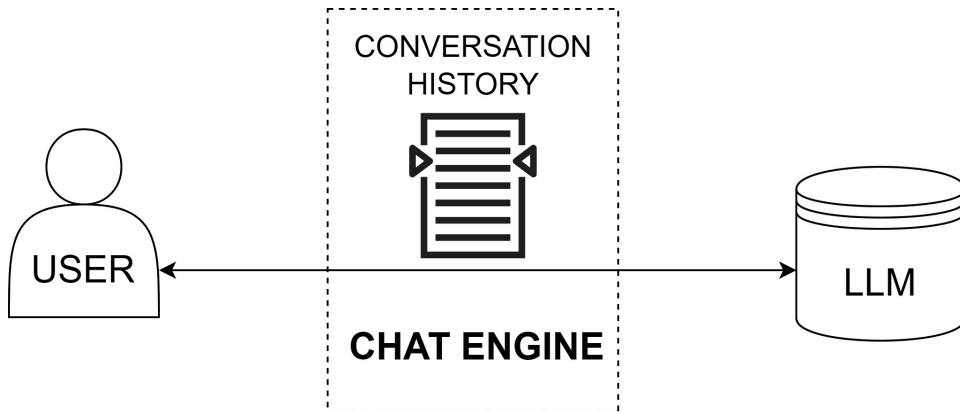 CONVERSATION
HISTORY
USER
LLM
CHAT ENGINE